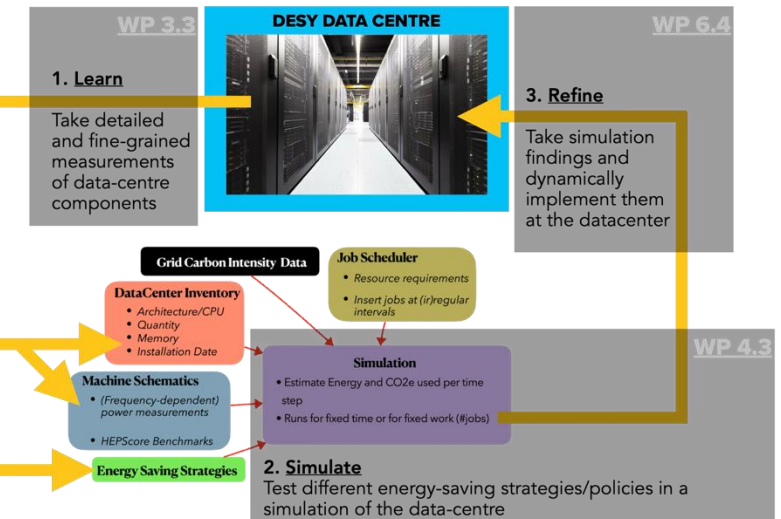 WP 3.3
DESY DATA CENTRE
WP 6.4
1. Learn
Take detailed
and fine-grained
measurements
of data-centre
components
3. Refine
Take simulation
findings and
dynamically
implement them
at the datacenter
Grid Carbon Intensity Data
Job Scheduler
• Resource requirements
• Insert jobs at (ir)regular
intervals
DataCenter Inventory
• Architecture/CPU
• Quantity
• Memory
• Installation Date
WP 4.3
Simulation
• Estimate Energy and CO2e used per time
step
• Runs for fixed time or for fixed work (#jobs)
Machine Schematics
• (Frequency-dependent)
power measurements
• HEPScore Benchmarks
Energy Saving Strategies
2. Simulate
Test different energy-saving strategies/policies in a
simulation of the data-centre